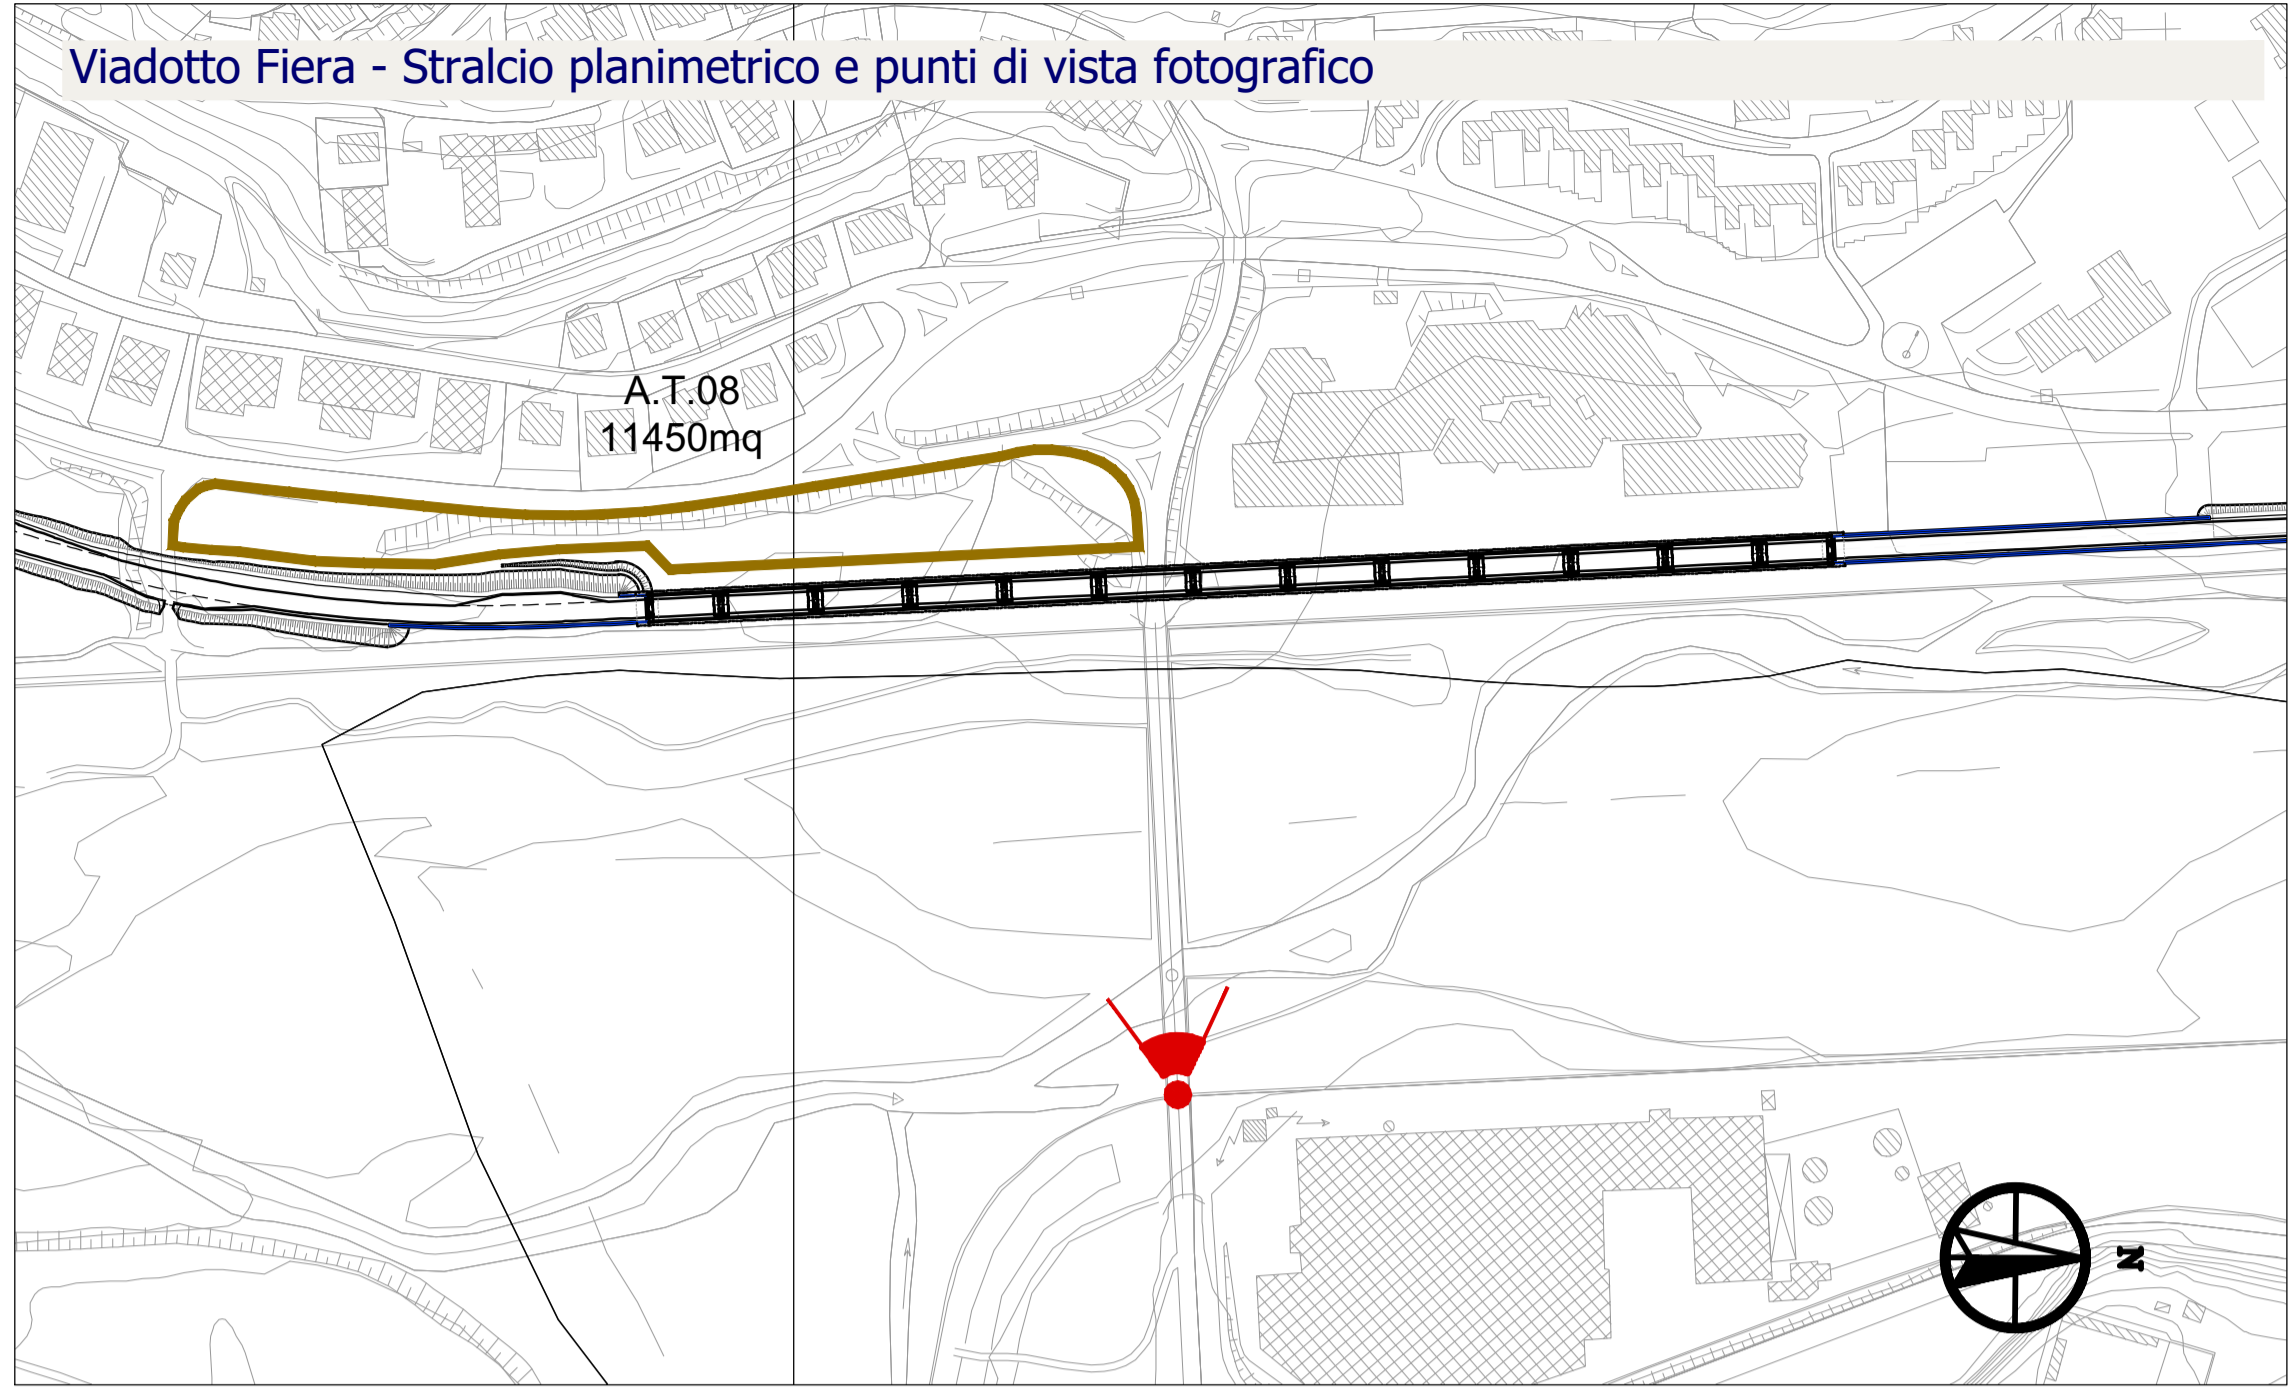 Viadotto Fiera - Stralcio planimetrico e punti di vista fotografico
A.T.08
11450mq
N